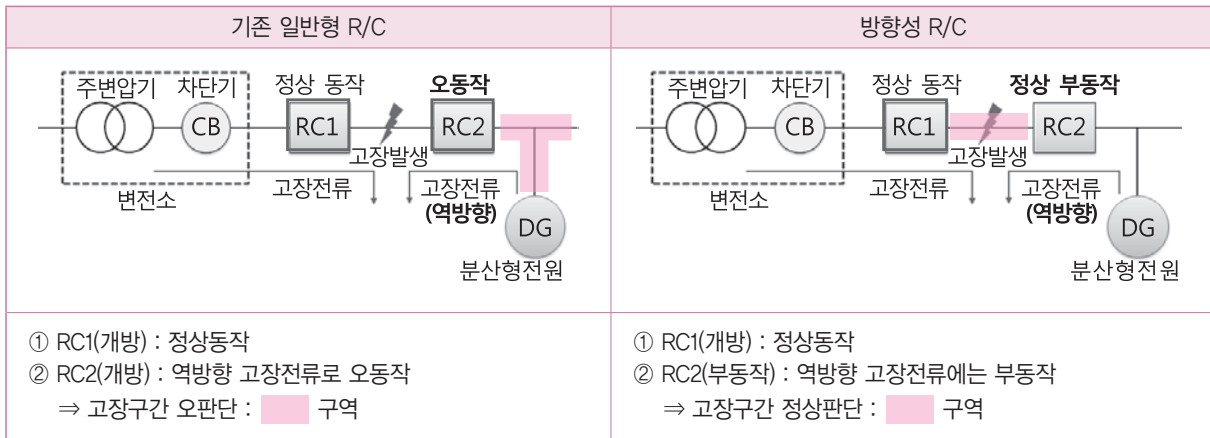 기존 일반형 R/C
방향성 R/C
주변압기 차단기 정상 동작 오동작
CB RC1 RC2
고장발생
고장전류 고장전류
(역방향)
변전소
DG
분산형전원
주변압기 차단기 정상 동작 정상 부동작
CB RC1 RC2
고장발생
고장전류 고장전류
(역방향)
변전소
DG
분산형전원
① RC1(개방) : 정상동작
② RC2(개방) : 역방향 고장전류로 오동작
⇒ 고장구간 오판단 : 구역
① RC1(개방) : 정상동작
② RC2(부동작) : 역방향 고장전류에는 부동작
⇒ 고장구간 정상판단 : 구역